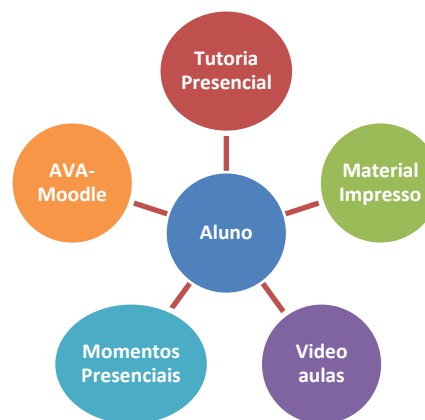 Tutoria
Presencial
AVA-
Moodle
Material
Impresso
Aluno
Momentos
Presenciais
Video
aulas